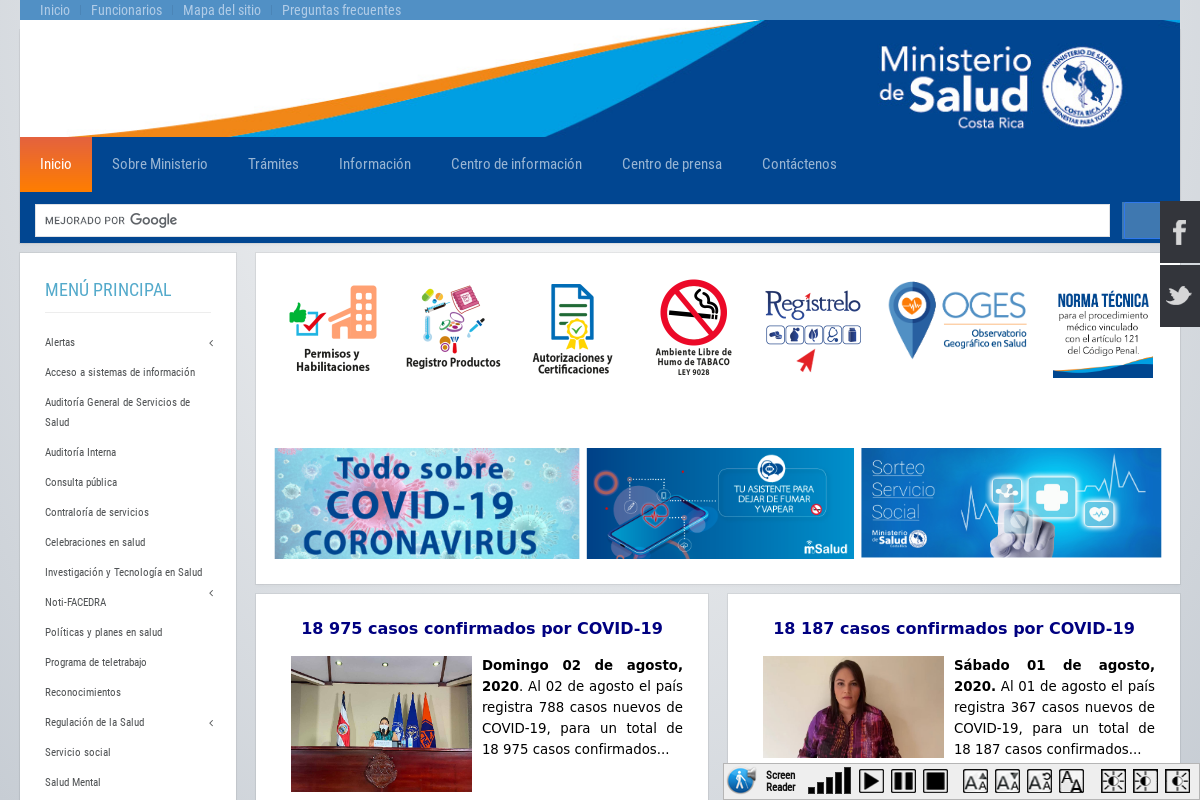 Inicio
Funcionarios
Mapa del sitio
Preguntas frecuentes
Ministerio
de Salud
Costa Rica
MINISTERIO DE SALUD
COSTA RICA
BIENESTAR PARA TODOS
Inicio
Sobre Ministerio
Trámites
Información
Centro de información
Centro de prensa
Contáctenos
MEJORADO POR Google
MENÚ PRINCIPAL
Alertas
Acceso a sistemas de información
Auditoría General de Servicios de
Salud
Auditoría Interna
Consulta pública
Contraloría de servicios
Celebraciones en salud
Investigación y Tecnología en Salud
Noti-FACEDRA
Políticas y planes en salud
Programa de teletrabajo
Reconocimientos
Regulación de la Salud
Servicio social
Salud Mental
Permisos y
Habilitaciones
Registro Productos
Autorizaciones y
Certificaciones
Ambiente Libre de
Humo de TABACO
LEY 9028
Regístrelo
OGES
Observatorio
Geográfico en Salud
NORMA TÉCNICA
para el procedimiento
médico vinculado
con el artículo 121
del Código Penal.
Todo sobre
COVID-19
CORONAVIRUS
TU ASISTENTE PARA
DEJAR DE FUMAR
Y VAPEAR
mSalud
Sorteo
Servicio
Social
Ministerio
de Salud
18 975 casos confirmados por COVID-19
Domingo 02 de agosto,
2020. Al 02 de agosto el país
registra 788 casos nuevos de
COVID-19, para un total de
18 975 casos confirmados...
18 187 casos confirmados por COVID-19
Sábado 01 de agosto,
2020. Al 01 de agosto el país
registra 367 casos nuevos de
COVID-19, para un total de
18 187 casos confirmados...
Screen
Reader